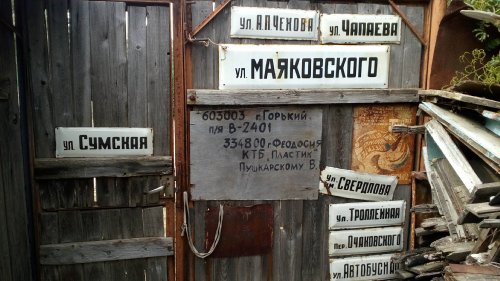 ул. А.П.Чехова
ул. Чапаева
ул. Маяковского
603003 г.Горький
п/я В-2401
334800 г.Феодосия
КТБ, Пластик
Пушкарскому В.
ул. Сумская
ул. Свердлова
ул. Троллейная
пер. Очаковского
ул. Автобусн